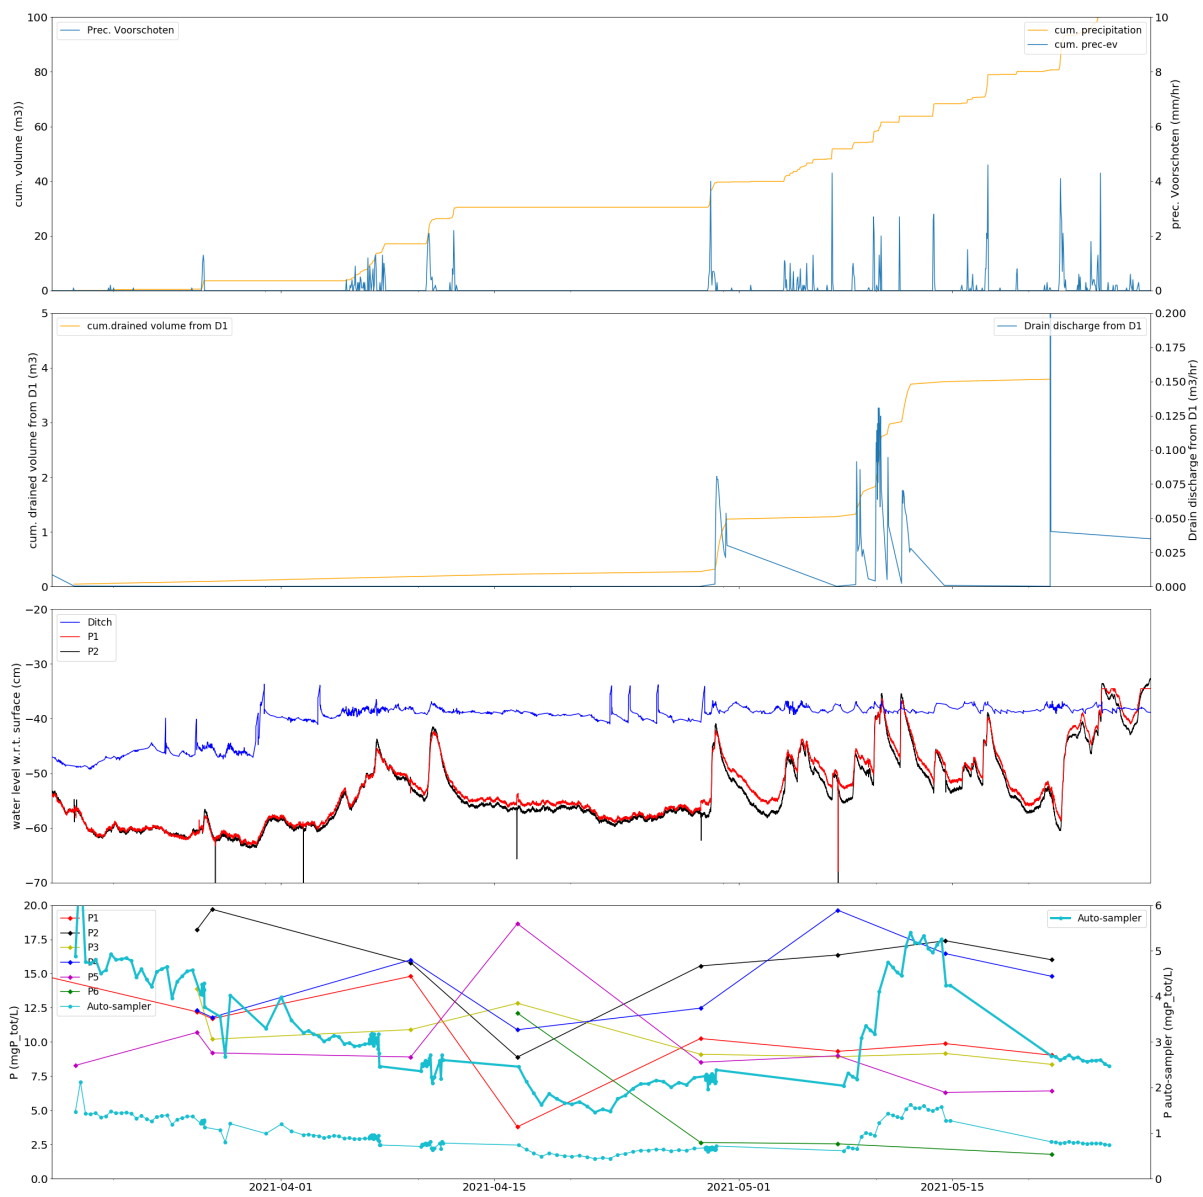 100
80
60
40
20
0
cum. volume (m3))
Prec. Voorschoten
cum. precipitation
cum. prec-ev
10
8
6
4
2
0
prec. Voorschoten (mm/hr)
5
4
3
2
1
0
cum. drained volume from D1 (m3)
cum.drained volume from D1
Drain discharge from D1
0.200
0.175
0.150
0.125
0.100
0.075
0.050
0.025
0.000
Drain discharge from D1 (m3/hr)
−20
−30
−40
−50
−60
−70
water level w.r.t. surface (cm)
Ditch
P1
P2
20.0
17.5
15.0
12.5
10.0
7.5
5.0
2.5
0.0
P (mgP_tot/L)
P1
P2
P3
P5
P6
Auto-sampler
Auto-sampler
6
5
4
3
2
1
0
P auto-sampler (mgP_tot/L)
2021-04-01
2021-04-15
2021-05-01
2021-05-15